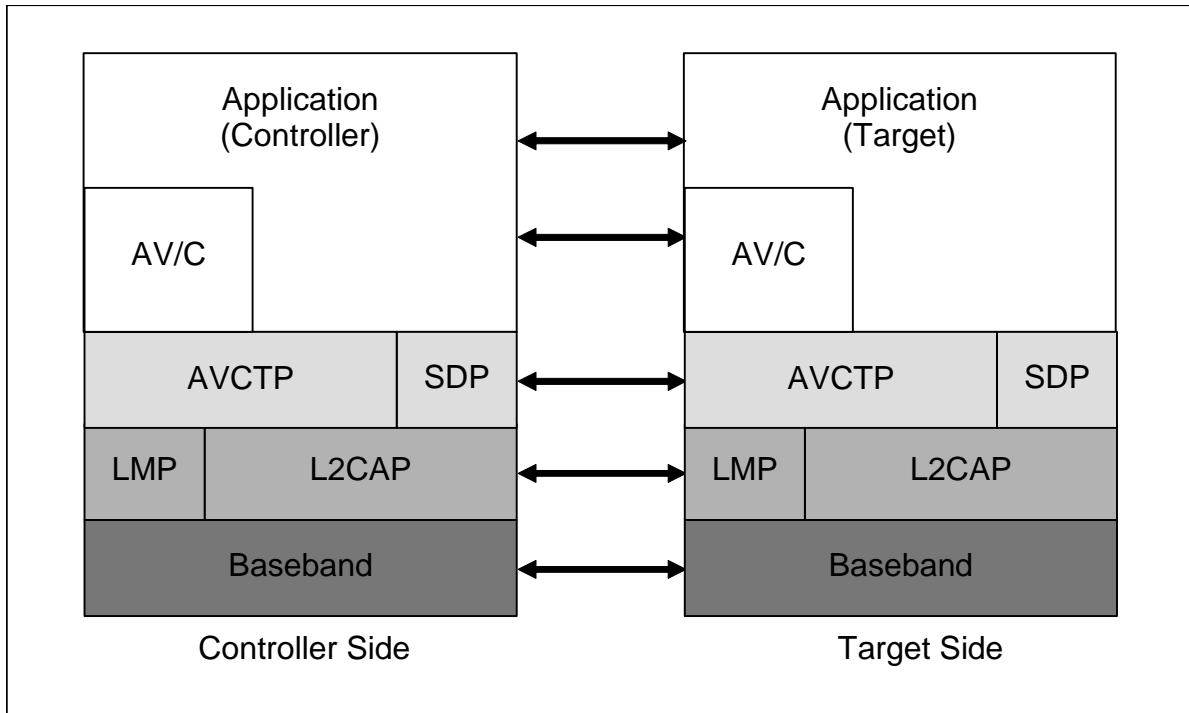 Application
(Controller)
Application
(Target)
AV/C
AV/C
AVCTP
SDP
AVCTP
SDP
LMP
L2CAP
LMP
L2CAP
Baseband
Baseband
Controller Side
Target Side